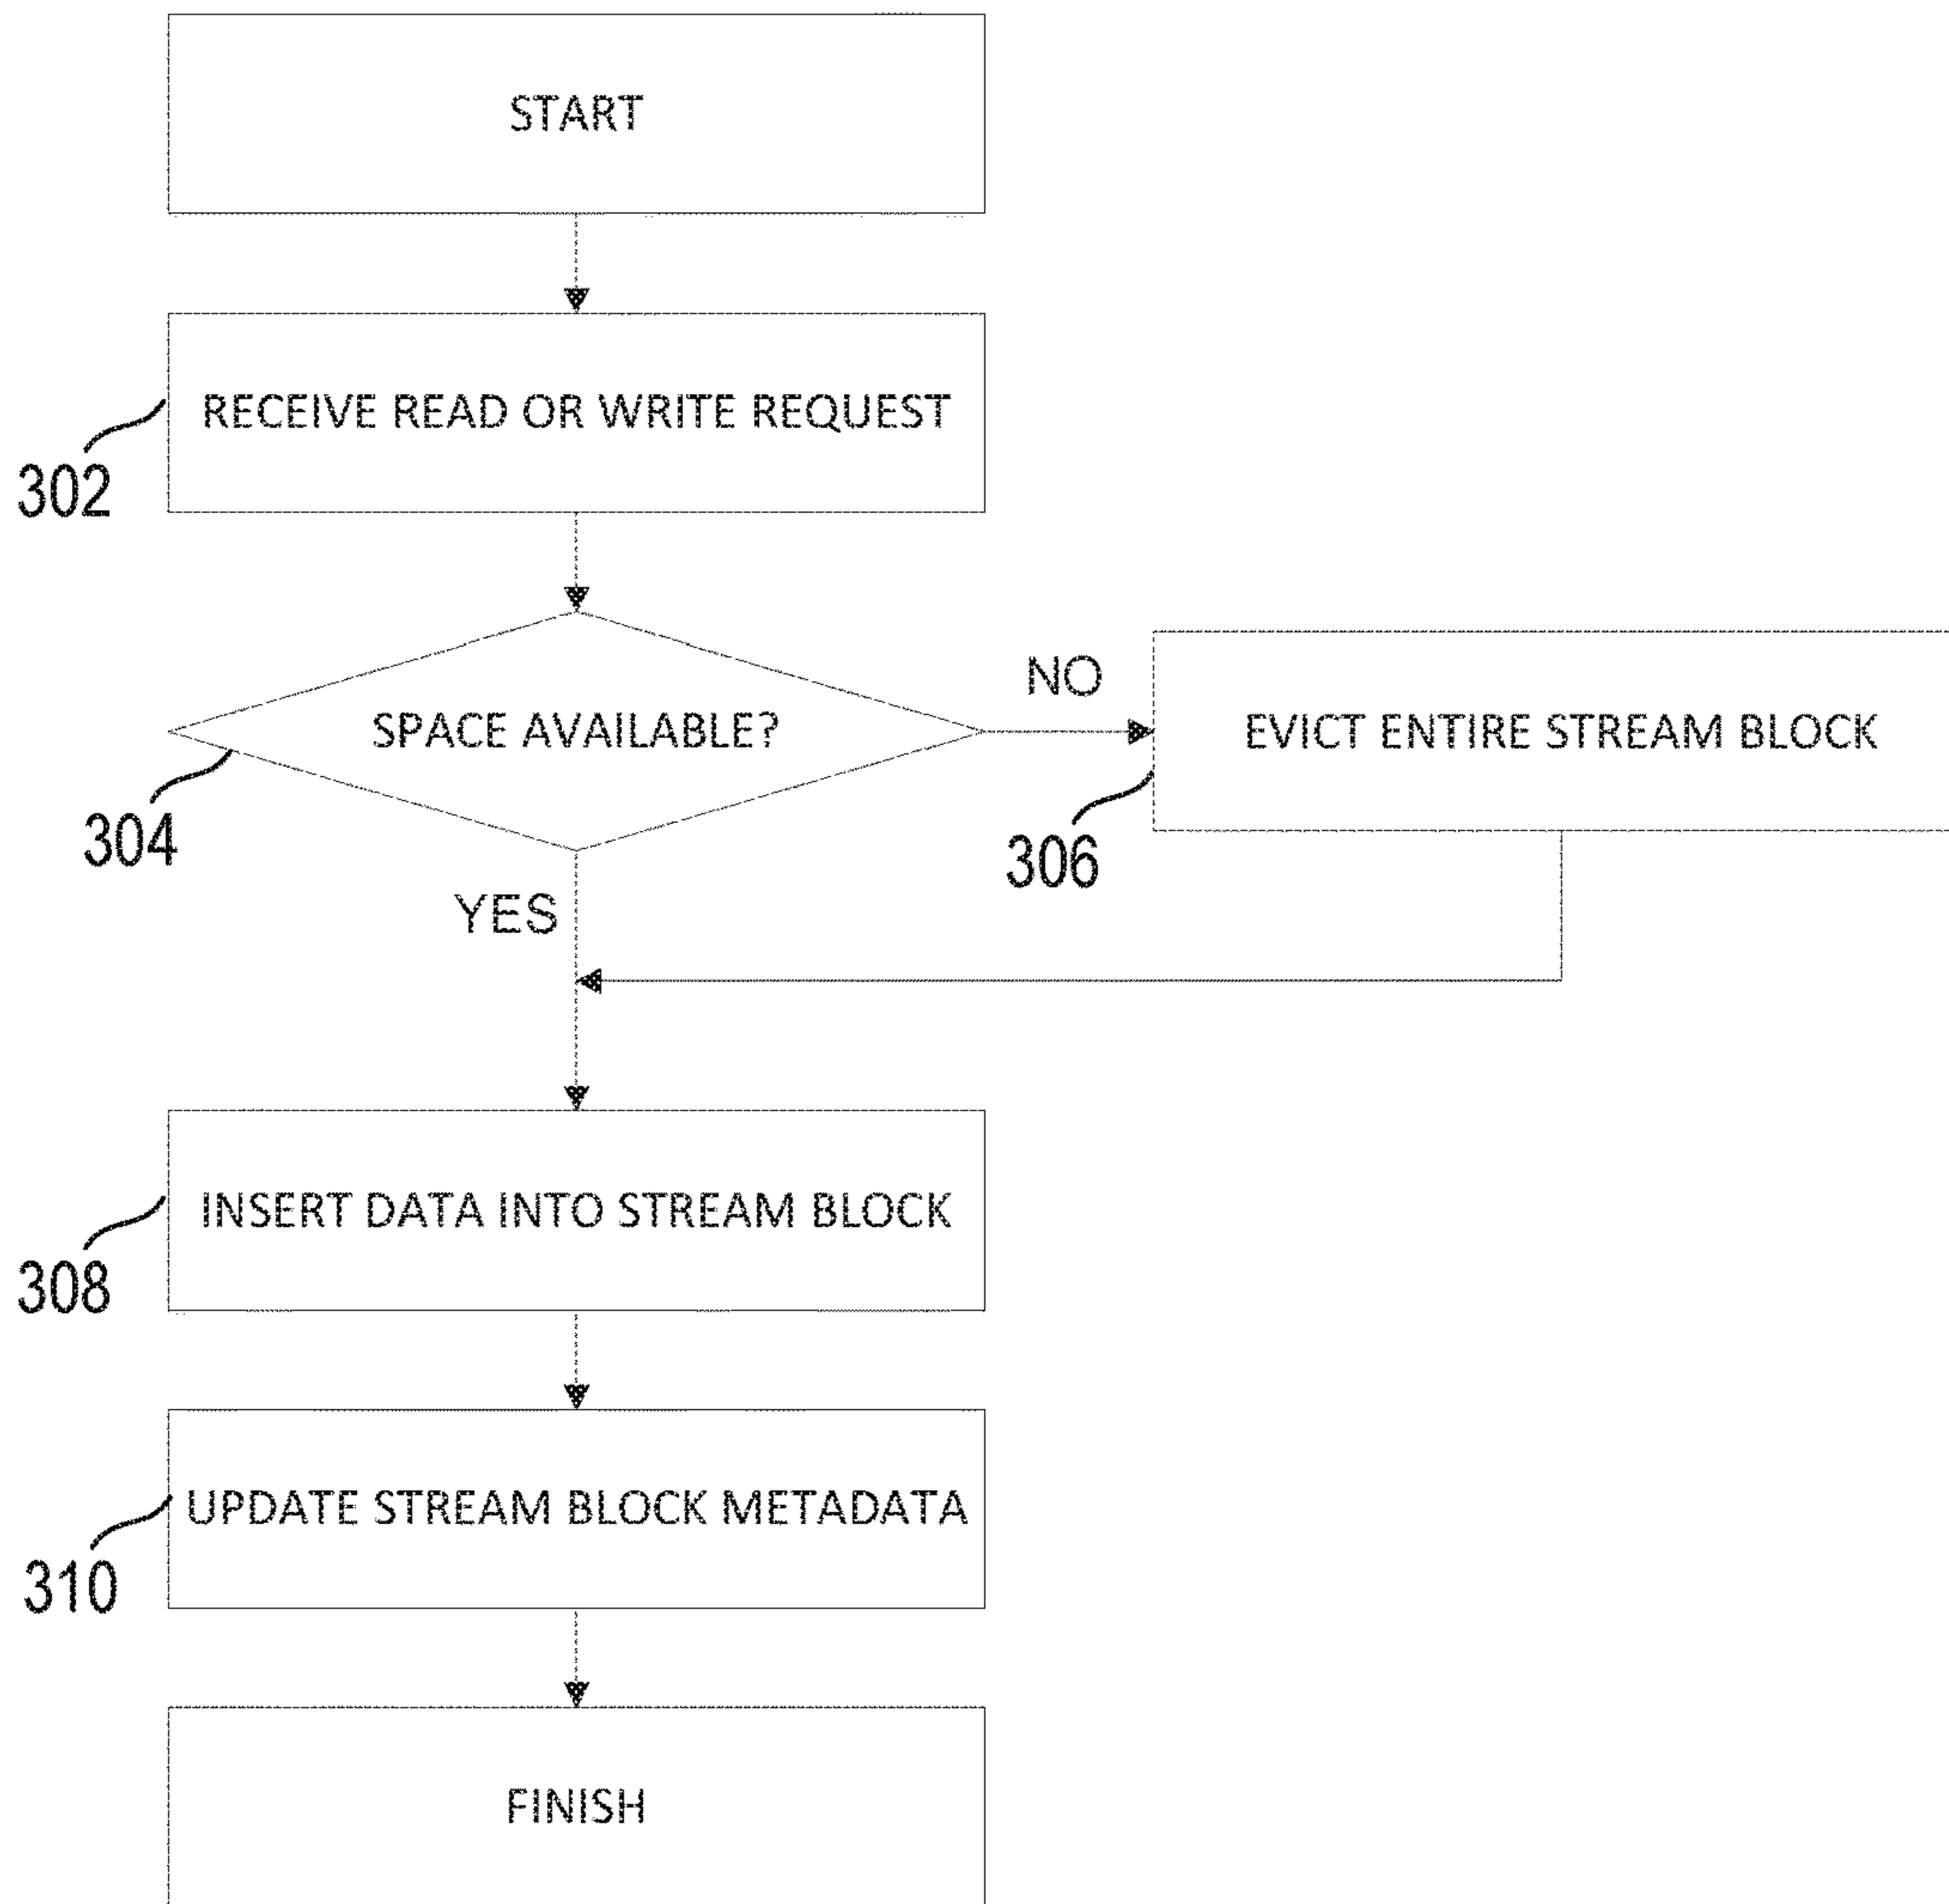 START
RECEIVE READ OR WRITE REQUEST
302
SPACE AVAILABLE?
304
NO
EVICT ENTIRE STREAM BLOCK
306
YES
INSERT DATA INTO STREAM BLOCK
308
UPDATE STREAM BLOCK METADATA
310
FINISH